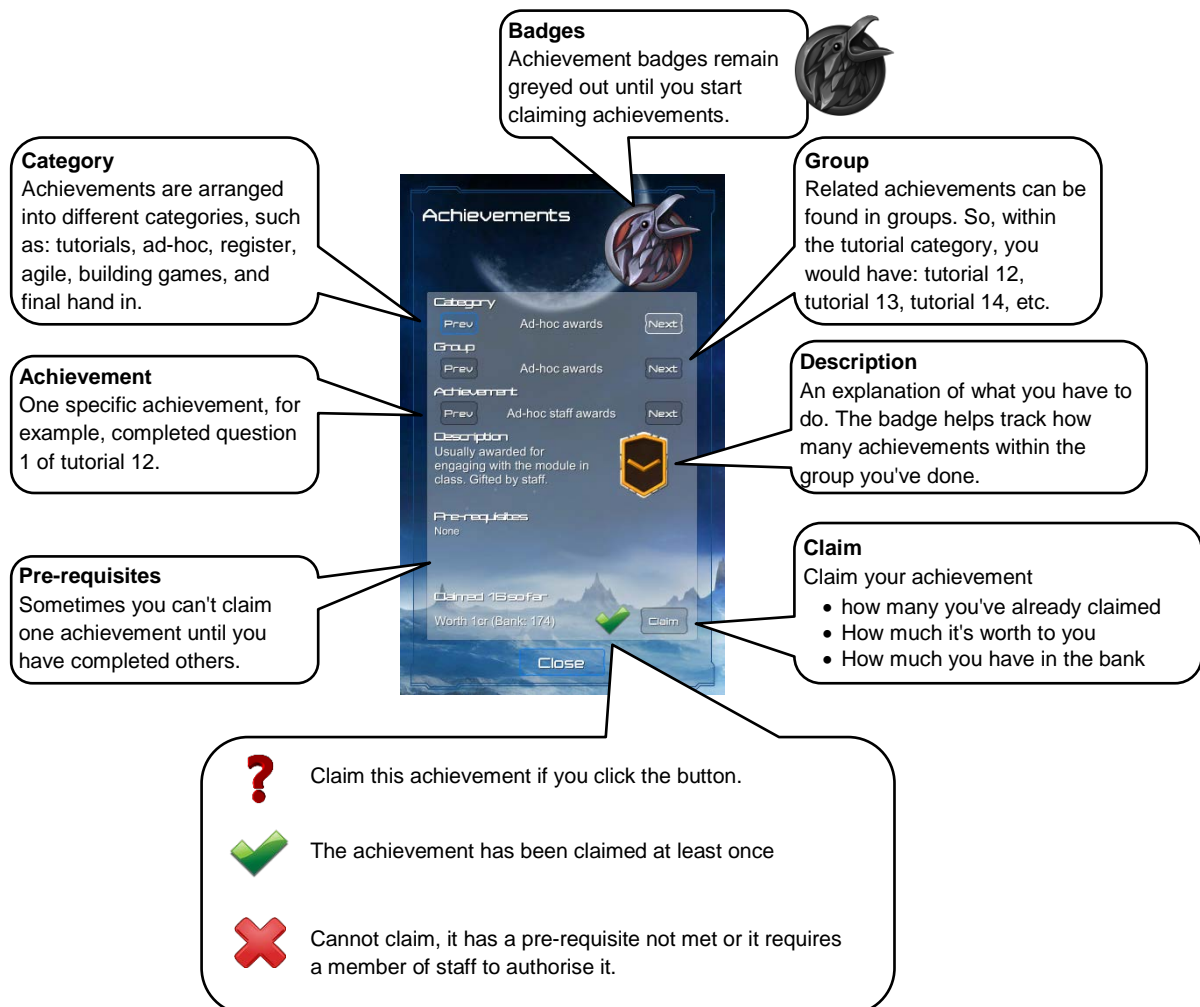 Badges
Achievement badges remain
greyed out until you start
claiming achievements.
Category
Achievements are arranged
into different categories, such
as: tutorials, ad-hoc, register,
agile, building games, and
final hand in.
Group
Related achievements can be
found in groups. So, within
the tutorial category, you
would have: tutorial 12,
tutorial 13, tutorial 14, etc.
Achievement
One specific achievement, for
example, completed question
1 of tutorial 12.
Description
An explanation of what you have to
do. The badge helps track how
many achievements within the
group you've done.
Pre-requisites
Sometimes you can't claim
one achievement until you
have completed others.
Claim
Claim your achievement
• how many you've already claimed
• How much it's worth to you
• How much you have in the bank
Achievements
Category
Prev Ad-hoc awards Next
Group
Prev Ad-hoc awards Next
Achievement
Prev Ad-hoc staff awards Next
Description
Usually awarded for
engaging with the module in
class. Gifted by staff.
Pre-requisites
None
Claimed 16 so far
Worth 1cr (Bank: 174) Claim
Close
? Claim this achievement if you click the button.
The achievement has been claimed at least once
Cannot claim, it has a pre-requisite not met or it requires
a member of staff to authorise it.